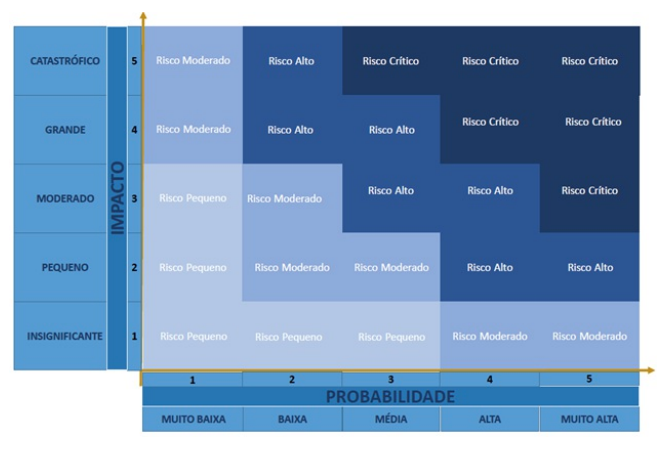 CATASTRÓFICO 5 Risco Moderado Risco Alto Risco Crítico Risco Crítico Risco Crítico
GRANDE 4 Risco Moderado Risco Alto Risco Alto Risco Crítico Risco Crítico
IMPACTO
MODERADO 3 Risco Pequeno Risco Moderado Risco Alto Risco Alto Risco Crítico
PEQUENO 2 Risco Pequeno Risco Moderado Risco Moderado Risco Alto Risco Alto
INSIGNIFICANTE 1 Risco Pequeno Risco Pequeno Risco Pequeno Risco Moderado Risco Moderado
1 2 3 4 5
PROBABILIDADE
MUITO BAIXA BAIXA MÉDIA ALTA MUITO ALTA